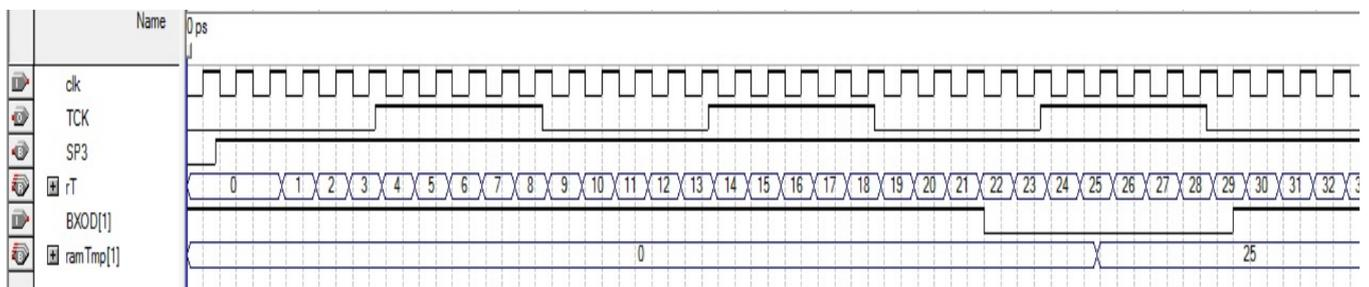 Name
0 ps
clk
TCK
SP3
rT 0 1 2 3 4 5 6 7 8 9 10 11 12 13 14 15 16 17 18 19 20 21 22 23 24 25 26 27 28 29 30 31 32
BXOD[1]
ramTmp[1] 0 25